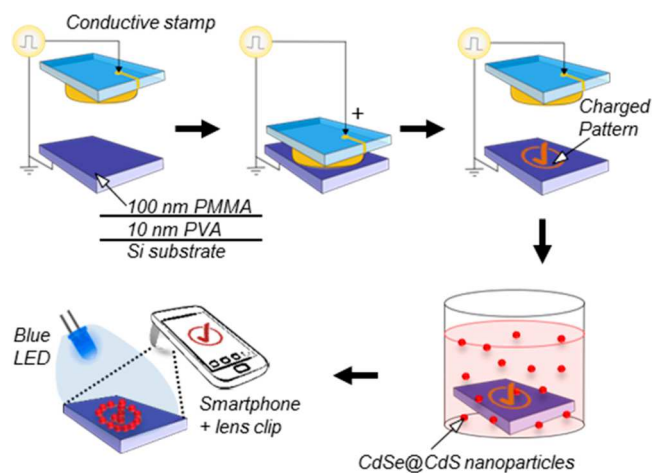 Conductive stamp
+
Charged
Pattern
100 nm PMMA
10 nm PVA
Si substrate
Blue
LED
Smartphone
+ lens clip
CdSe@CdS nanoparticles